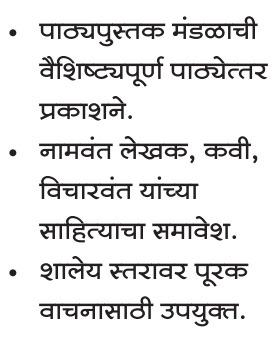 • पाठ्यपुस्तक मंडळाची
वैशिष्ट्यपूर्ण पाठ्येत्तर
प्रकाशने.
• नामवंत लेखक, कवी,
विचारवंत यांच्या
साहित्याचा समावेश.
• शालेय स्तरावर पूरक
वाचनासाठी उपयुक्त.